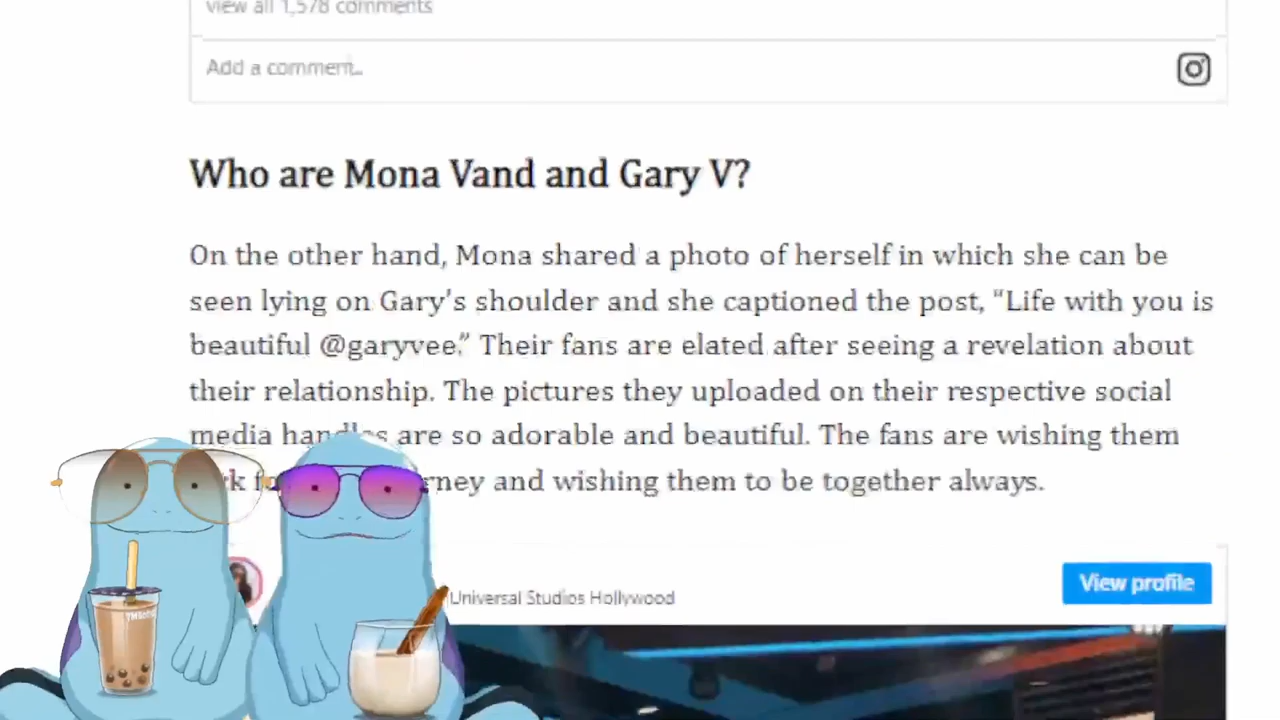 view all 1,578 comments
Add a comment...
Who are Mona Vand and Gary V?
On the other hand, Mona shared a photo of herself in which she can be
seen lying on Gary's shoulder and she captioned the post, “Life with you is
beautiful @garyvee.” Their fans are elated after seeing a revelation about
their relationship. The pictures they uploaded on their respective social
media handles are so adorable and beautiful. The fans are wishing them
and wishing them to be together always.
View profile
Universal Studios Hollywood